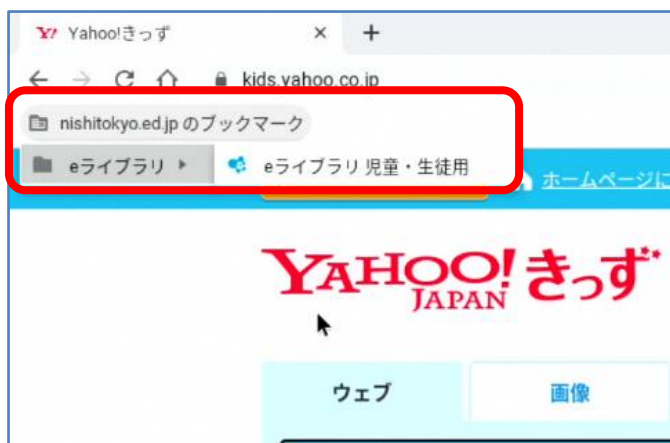 Yahoo!きっず
kids.yahoo.co.jp
nishitokyo.ed.jp のブックマーク
eライブラリ
eライブラリ 児童・生徒用
ホームページに
YAHOO!きっず
JAPAN
ウェブ
画像